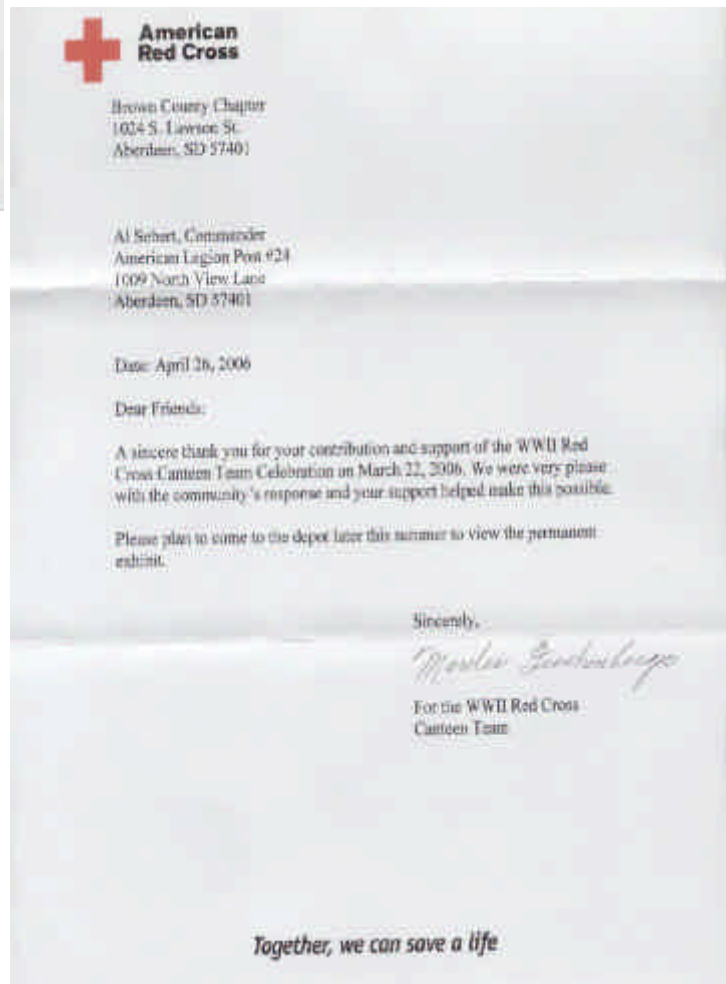 American
Red Cross
Brown County Chapter
1024 S. Lawson St.
Aberdeen, SD 57401
Al Commander
American Legion Post #24
1009 North View Lane
Aberdeen, SD 57401
Date: April 26, 2006
Dear Friends:
A sincere thank you for your contribution and support of the WWII Red
Cross Canteen Team Celebration on March 22, 2006. We were very please
with the community's response and your support helped make this possible.
Please plan to come to the depot later this summer to view the permanent
exhibit.
Sincerely,
For the WWII Red Cross
Canteen Team
Together, we can save a life